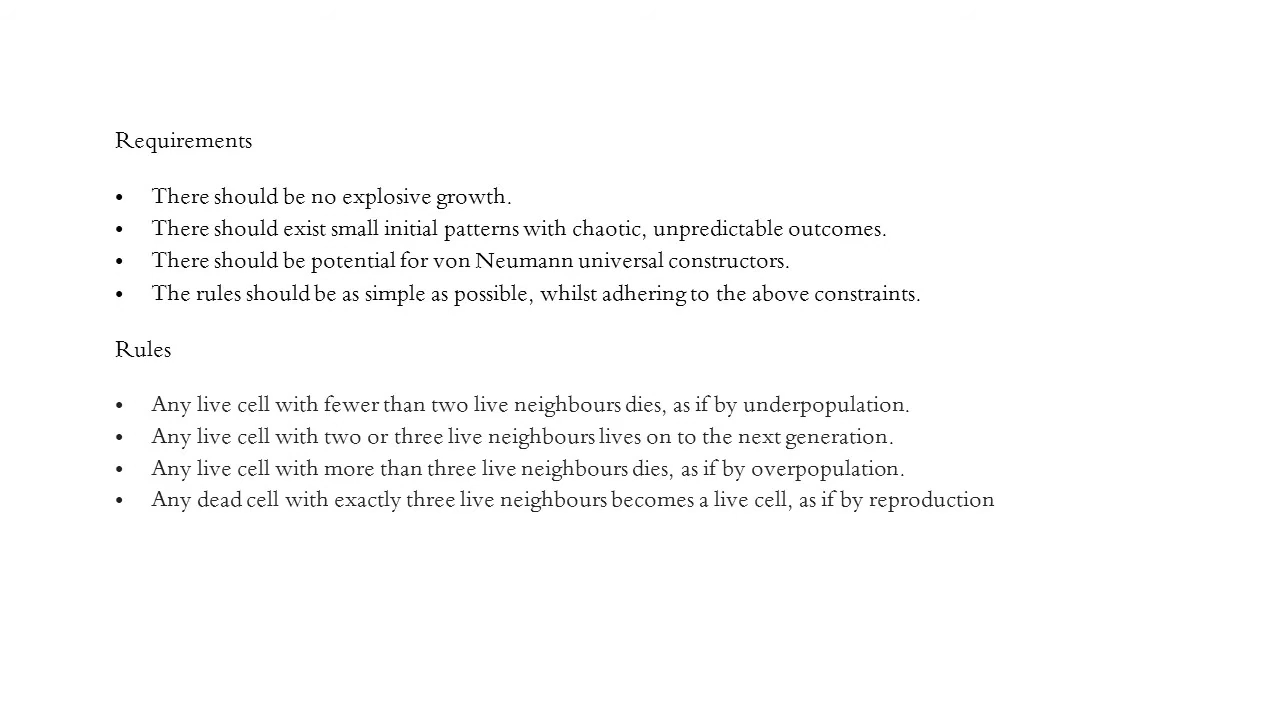 Requirements
• There should be no explosive growth.
• There should exist small initial patterns with chaotic, unpredictable outcomes.
• There should be potential for von Neumann universal constructors.
• The rules should be as simple as possible, whilst adhering to the above constraints.
Rules
• Any live cell with fewer than two live neighbours dies, as if by underpopulation.
• Any live cell with two or three live neighbours lives on to the next generation.
• Any live cell with more than three live neighbours dies, as if by overpopulation.
• Any dead cell with exactly three live neighbours becomes a live cell, as if by reproduction